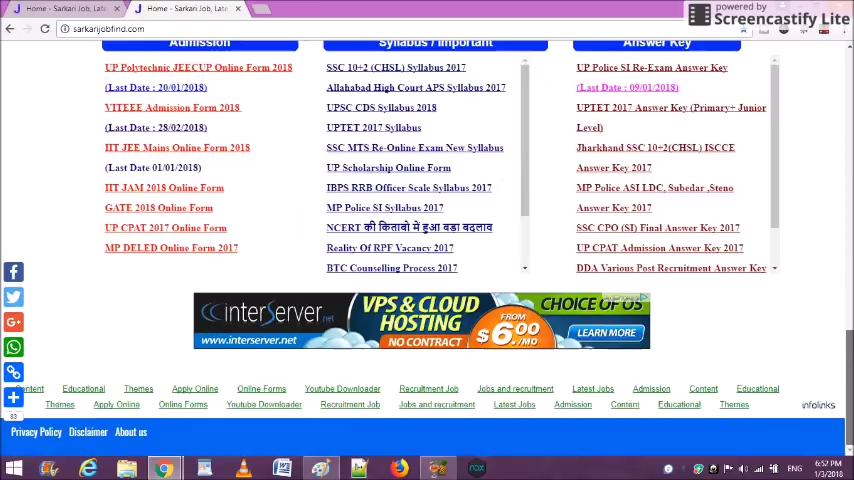 Home - Sarkari Job, Late
Home - Sarkari Job, Late
powered by
Screencastify Lite
sarkarijobfind.com
Admission
Syllabus / Important
Answer Key
UP Polytechnic JEECUP Online Form 2018
(Last Date : 20/01/2018)
VITEEE Admission Form 2018
(Last Date : 28/02/2018)
IIT JEE Mains Online Form 2018
(Last Date 01/01/2018)
IIT JAM 2018 Online Form
GATE 2018 Online Form
UP CPAT 2017 Online Form
MP DELED Online Form 2017
SSC 10+2 (CHSL) Syllabus 2017
Allahabad High Court APS Syllabus 2017
UPSC CDS Syllabus 2018
UPTET 2017 Syllabus
SSC MTS Re-Online Exam New Syllabus
UP Scholarship Online Form
IBPS RRB Officer Scale Syllabus 2017
MP Police SI Syllabus 2017
NCERT की किताबो में हुआ बडा बदलाव
Reality Of RPF Vacancy 2017
BTC Counselling Process 2017
UP Police SI Re-Exam Answer Key
(Last Date : 09/01/2018)
UPTET 2017 Answer Key (Primary+ Junior
Level)
Jharkhand SSC 10+2(CHSL) ISCCE
Answer Key 2017
MP Police ASI LDC, Subedar ,Steno
Answer Key 2017
SSC CPO (SI) Final Answer Key 2017
UP CPAT Admission Answer Key 2017
DDA Various Post Recruitment Answer Key
interserver.net
www.interserver.net
VPS & CLOUD
HOSTING
NO CONTRACT
FROM
$6.00
/MO
CHOICE OF OS
LEARN MORE
83
Content Educational Themes Apply Online Online Forms Youtube Downloader Recruitment Job Jobs and recruitment Latest Jobs Admission Content Educational
Themes Apply Online Online Forms Youtube Downloader Recruitment Job Jobs and recruitment Latest Jobs Admission Content Educational Themes
infolinks
Privacy Policy Disclaimer About us
ENG
6:52 PM
1/3/2018